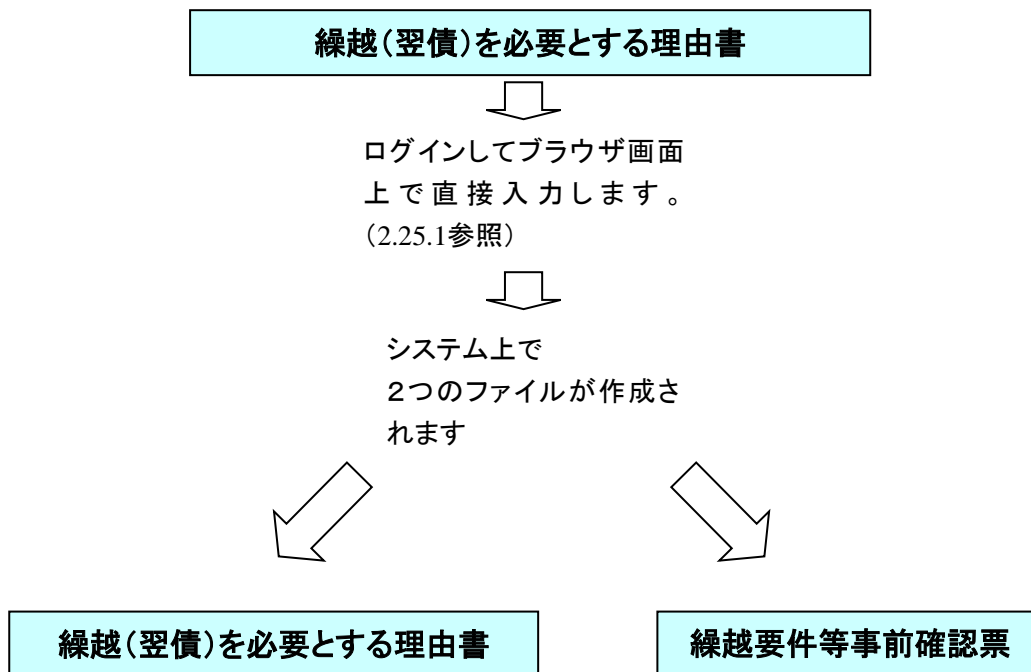 繰越（翌債）を必要とする理由書
ログインしてブラウザ画面
上で直接入力します。
（2.25.1参照）
システム上で
２つのファイルが作成さ
れます
繰越（翌債）を必要とする理由書
繰越要件等事前確認票